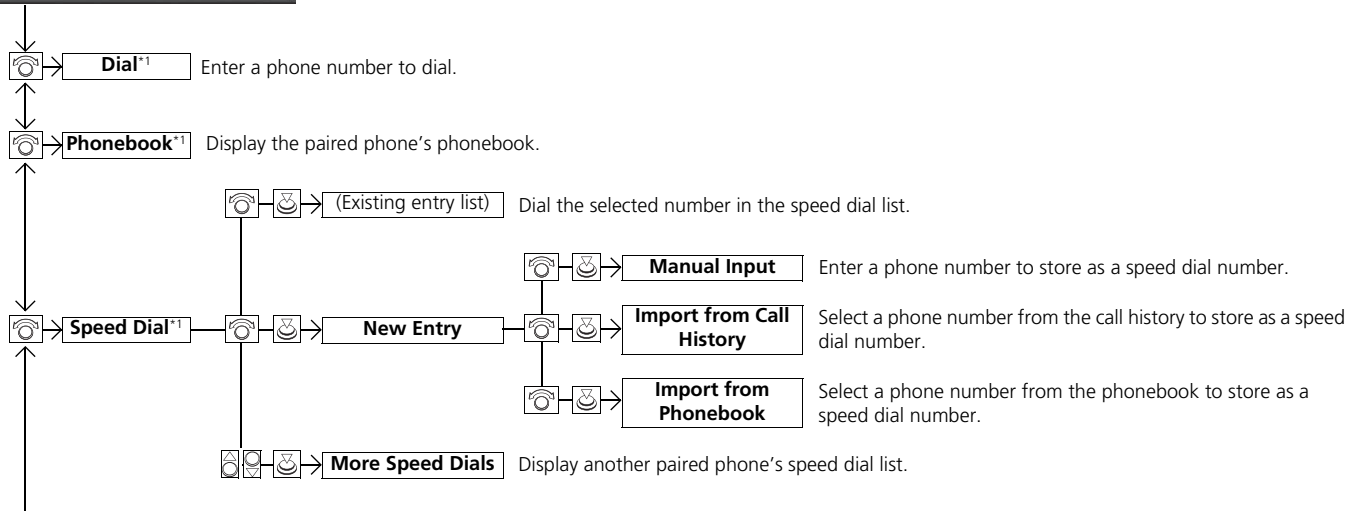 Dial*1 Enter a phone number to dial.
Phonebook*1 Display the paired phone's phonebook.
(Existing entry list) Dial the selected number in the speed dial list.
Manual Input Enter a phone number to store as a speed dial number.
Speed Dial*1 New Entry
Import from Call
History
Select a phone number from the call history to store as a speed
dial number.
Import from
Phonebook
Select a phone number from the phonebook to store as a
speed dial number.
More Speed Dials Display another paired phone's speed dial list.